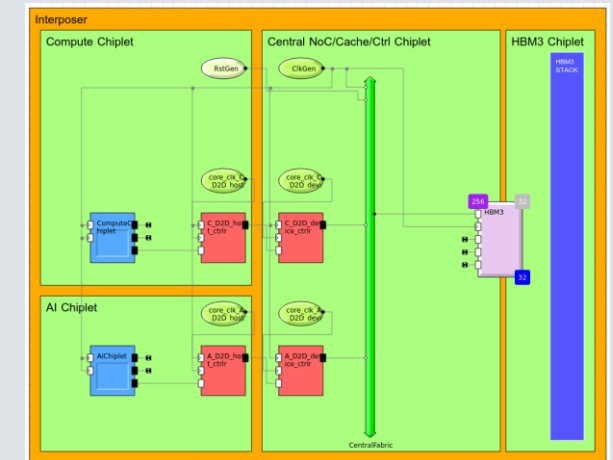 Interposer
Compute Chiplet
Central NoC/Cache/Ctrl Chiplet
HBM3 Chiplet
RstGen
ClkGen
HBM3
STACK
core_clk_C
D2D_host
core_clk_C
D2D_devi
256
32
HBM3
ComputeC
hiplet
C_D2D_hos
t_ctrlr
C_D2D_dev
ice_ctrlr
32
AI Chiplet
core_clk_A
D2D_host
core_clk_A
D2D_devi
AiChiplet
A_D2D_hos
t_ctrlr
A_D2D_dev
ice_ctrlr
CentralFabric